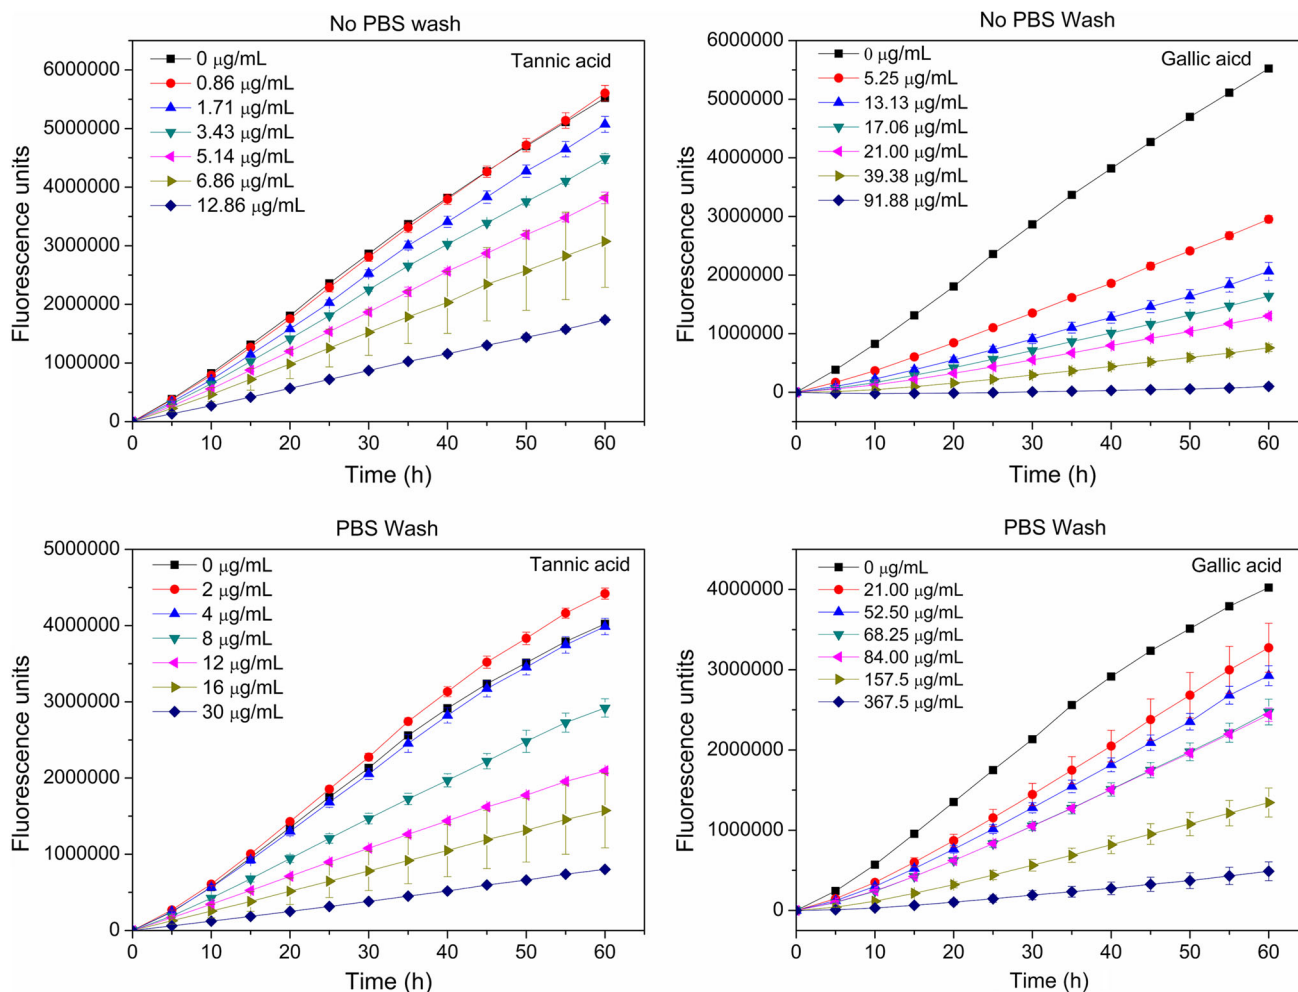 No PBS wash
Tannic acid
0 μg/mL
0.86 μg/mL
1.71 μg/mL
3.43 μg/mL
5.14 μg/mL
6.86 μg/mL
12.86 μg/mL
6000000
5000000
4000000
3000000
2000000
1000000
0
Fluorescence units
0 10 20 30 40 50 60
Time (h)
No PBS Wash
Gallic aicd
0 μg/mL
5.25 μg/mL
13.13 μg/mL
17.06 μg/mL
21.00 μg/mL
39.38 μg/mL
91.88 μg/mL
6000000
5000000
4000000
3000000
2000000
1000000
0
Fluorescence units
0 10 20 30 40 50 60
Time (h)
PBS Wash
Tannic acid
0 μg/mL
2 μg/mL
4 μg/mL
8 μg/mL
12 μg/mL
16 μg/mL
30 μg/mL
5000000
4000000
3000000
2000000
1000000
0
Fluorescence units
0 10 20 30 40 50 60
Time (h)
PBS Wash
Gallic acid
0 μg/mL
21.00 μg/mL
52.50 μg/mL
68.25 μg/mL
84.00 μg/mL
157.5 μg/mL
367.5 μg/mL
4000000
3000000
2000000
1000000
0
Fluorescence untis
0 10 20 30 40 50 60
Time (h)